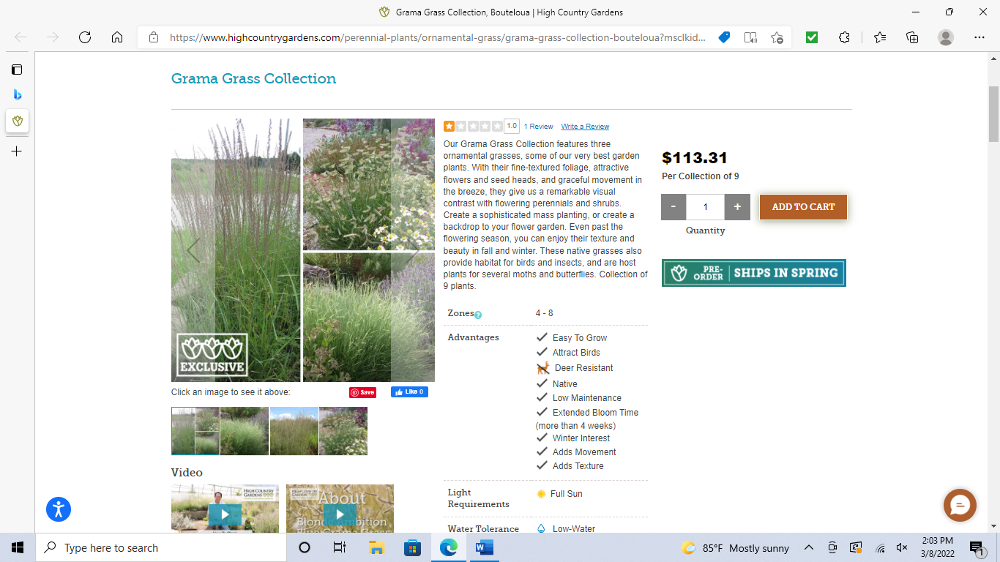 Grama Grass Collection, Bouteloua | High Country Gardens
https://www.highcountrygardens.com/perennial-plants/ornamental-grass/grama-grass-collection-bouteloua?msclkid...
Grama Grass Collection
1.0 1 Review Write a Review
Our Grama Grass Collection features three
ornamental grasses, some of our very best garden
plants. With their fine-textured foliage, attractive
flowers and seed heads, and graceful movement in
the breeze, they give us a remarkable visual
contrast with flowering perennials and shrubs.
Create a sophisticated mass planting, or create a
backdrop to your flower garden. Even past the
flowering season, you can enjoy their texture and
beauty in fall and winter. These native grasses also
provide habitat for birds and insects, and are host
plants for several moths and butterflies. Collection of
9 plants.
$113.31
Per Collection of 9
- 1 + ADD TO CART
Quantity
PRE-
ORDER
SHIPS IN SPRING
EXCLUSIVE
Click an image to see it above:
Save
Like 0
Zones ? 4 - 8
Advantages
Easy To Grow
Attract Birds
Deer Resistant
Native
Low Maintenance
Extended Bloom Time
(more than 4 weeks)
Winter Interest
Adds Movement
Adds Texture
Light
Requirements
Full Sun
Water Tolerance Low-Water
Video
HIGH COUNTRY
GARDENS
HIGH COUNTRY
GARDENS
About
Blonde Ambition
Blue Grama Grass
Type here to search
85°F Mostly sunny
2:03 PM
3/8/2022
1